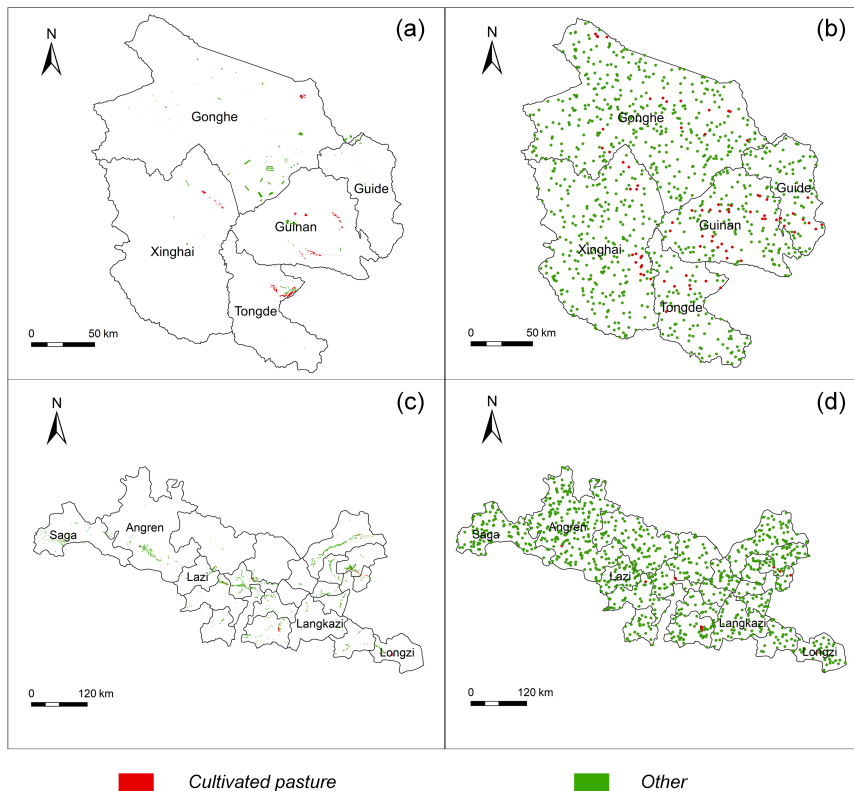 (a)
N
Gonghe
Guide
Guinan
Xinghai
Tongde
0 50 km
(b)
N
Gonghe
Guide
Guinan
Xinghai
Tongde
0 50 km
(c)
N
Angren
Saga
Lazi
Langkazi
Longzi
0 120 km
(d)
N
Angren
Saga
Lazi
Langkazi
Longzi
0 120 km
Cultivated pasture
Other